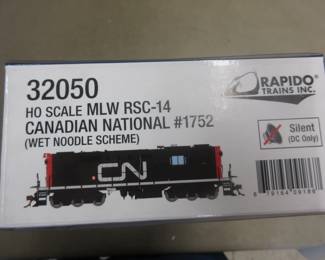 32050
HO SCALE MLW RSC-14
CANADIAN NATIONAL #1752
(WET NOODLE SCHEME)
RAPIDO
TRAINS INC.
Silent
(DC Only)
CN